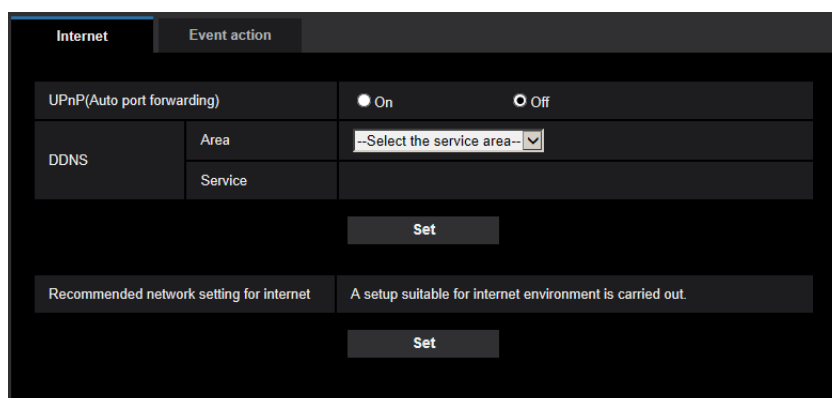 Internet Event action
UPnP(Auto port forwarding) On Off
DDNS Area --Select the service area--
Service
Set
Recommended network setting for internet A setup suitable for internet environment is carried out.
Set